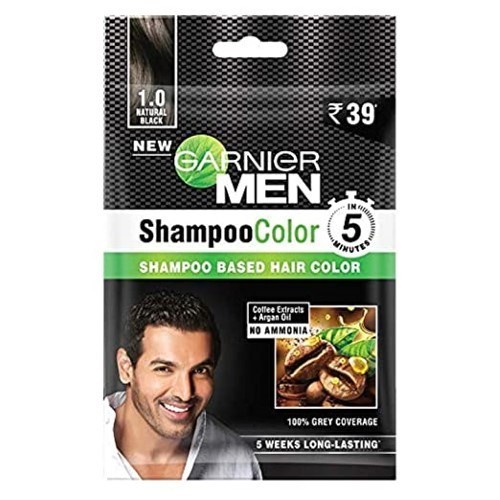 1.0
NATURAL
BLACK
₹ 39*
NEW
GARNIER
MEN
ShampooColor
IN
5
MINUTES
SHAMPOO BASED HAIR COLOR
Coffee Extracts
+ Argan Oil
NO AMMONIA
100% GREY COVERAGE
5 WEEKS LONG-LASTING*